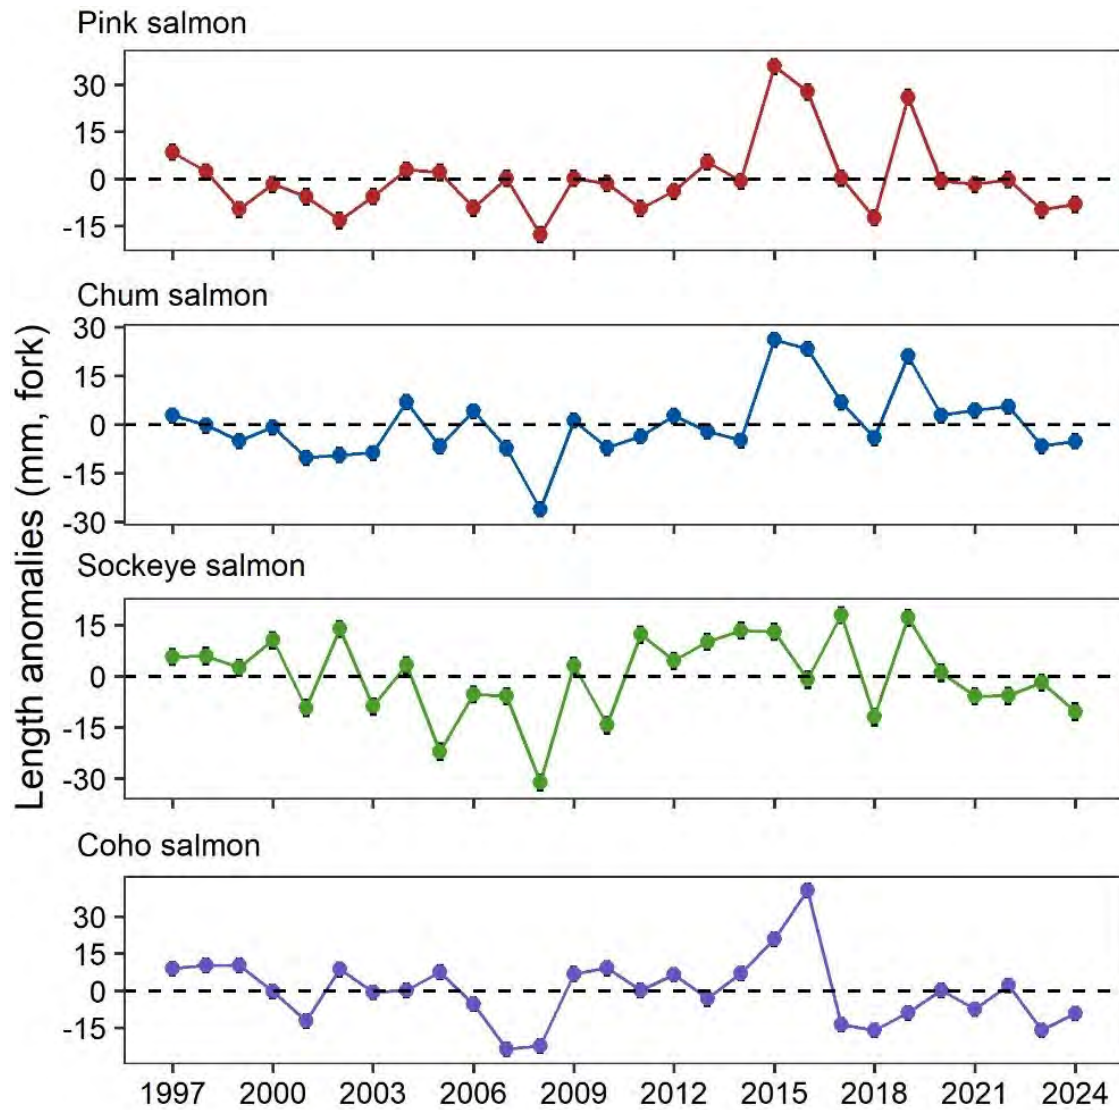 Pink salmon
30
15
0
-15
Chum salmon
30
15
0
-15
-30
Sockeye salmon
15
0
-15
-30
Coho salmon
30
15
0
-15
1997 2000 2003 2006 2009 2012 2015 2018 2021 2024
Length anomalies (mm, fork)